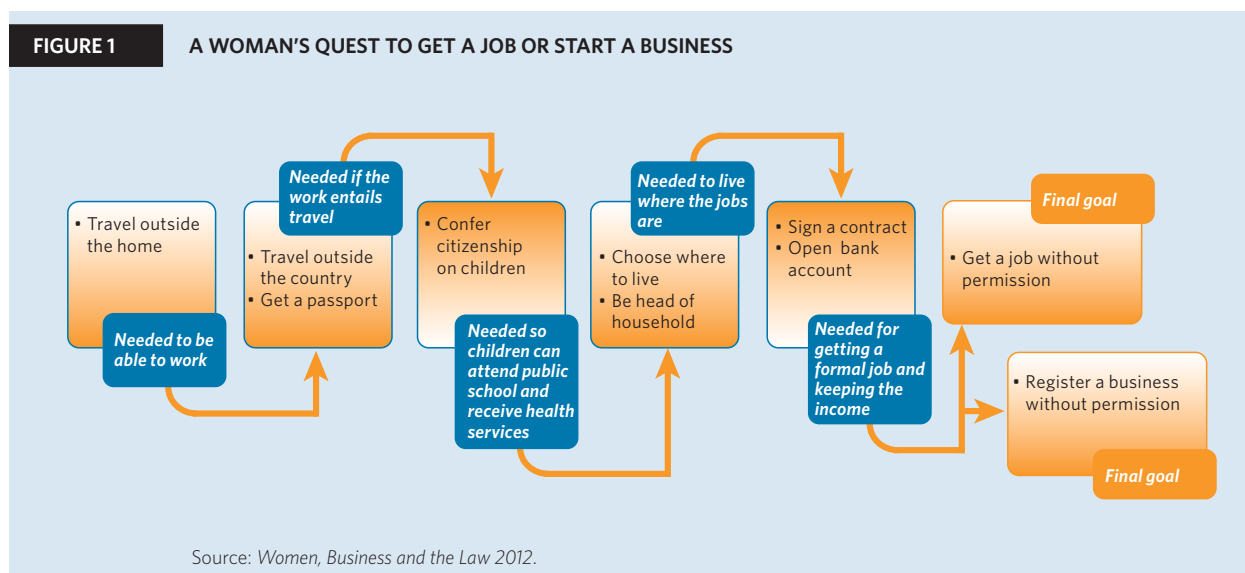 FIGURE 1
A WOMAN'S QUEST TO GET A JOB OR START A BUSINESS
• Travel outside
the home
Needed to be
able to work
Needed if the
work entails
travel
• Travel outside
the country
• Get a passport
• Confer
citizenship
on children
Needed so
children can
attend public
school and
receive health
services
• Choose where
to live
• Be head of
household
Needed to live
where the jobs
are
• Sign a contract
• Open bank
account
Needed for
getting a
formal job and
keeping the
income
Final goal
• Get a job without
permission
• Register a business
without permission
Final goal
Source: Women, Business and the Law 2012.